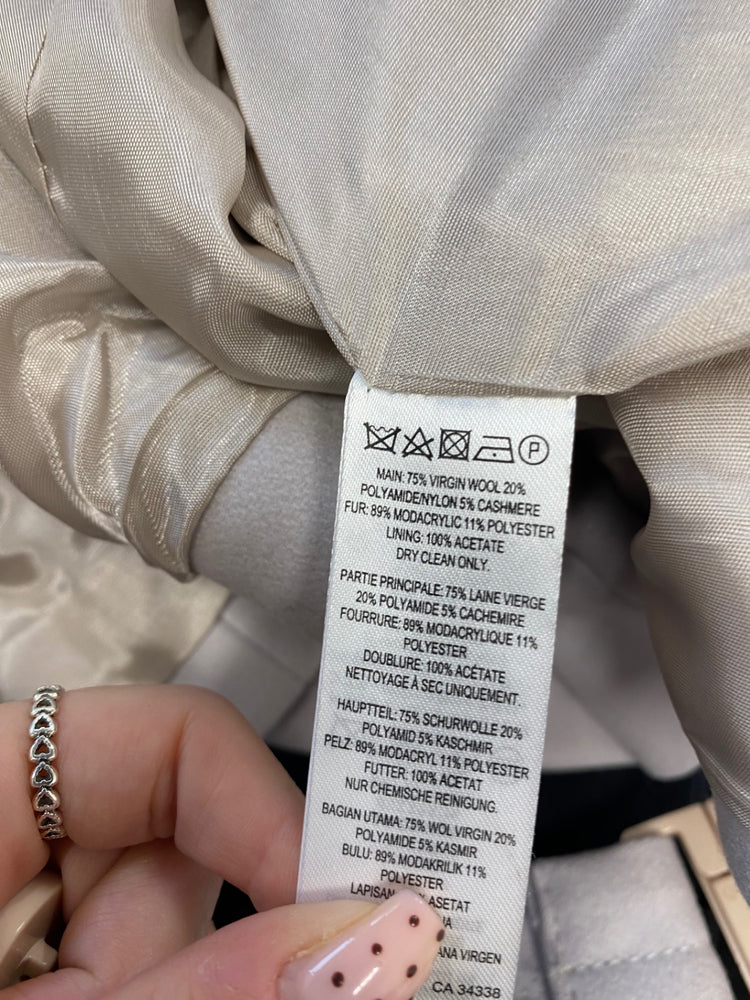 P
MAIN: 75% VIRGIN WOOL 20%
POLYAMIDE/NYLON 5% CASHMERE
FUR: 89% MODACRYLIC 11% POLYESTER
LINING: 100% ACETATE
DRY CLEAN ONLY.
PARTIE PRINCIPALE: 75% LAINE VIERGE
20% POLYAMIDE 5% CACHEMIRE
FOURRURE: 89% MODACRYLIQUE 11%
POLYESTER
DOUBLURE: 100% ACÉTATE
NETTOYAGE À SEC UNIQUEMENT.
HAUPTTEIL: 75% SCHURWOLLE 20%
POLYAMID 5% KASCHMIR
PELZ: 89% MODACRYL 11% POLYESTER
FUTTER: 100% ACETAT
NUR CHEMISCHE REINIGUNG.
BAGIAN UTAMA: 75% WOL VIRGIN 20%
POLYAMIDE 5% KASMIR
BULU: 89% MODAKRILIK 11%
POLYESTER
LAPISAN ASETAT
VIRGEN
CA 34338